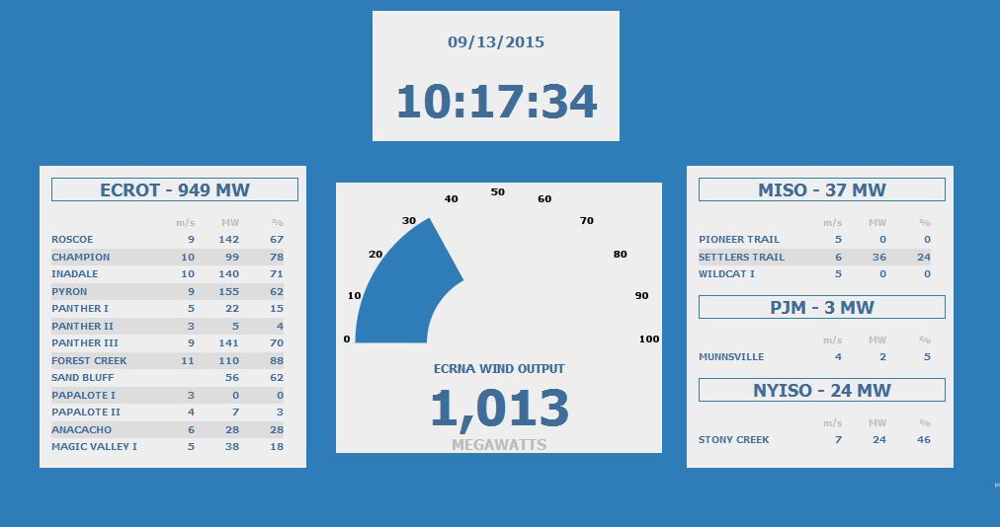 09/13/2015
10:17:34
ECROT - 949 MW
m/s MW %
ROSCOE 9 142 67
CHAMPION 10 99 78
INADALE 10 140 71
PYRON 9 155 62
PANTHER I 5 22 15
PANTHER II 3 5 4
PANTHER III 9 141 70
FOREST CREEK 11 110 88
SAND BLUFF 56 62
PAPALOTE I 3 0 0
PAPALOTE II 4 7 3
ANACACHO 6 28 28
MAGIC VALLEY I 5 38 18
0
10
20
30
40
50
60
70
80
90
100
ECRNA WIND OUTPUT
1,013
MEGAWATTS
MISO - 37 MW
m/s MW %
PIONEER TRAIL 5 0 0
SETTLERS TRAIL 6 36 24
WILDCAT I 5 0 0
PJM - 3 MW
m/s MW %
MUNNSVILLE 4 2 5
NYISO - 24 MW
m/s MW %
STONY CREEK 7 24 46